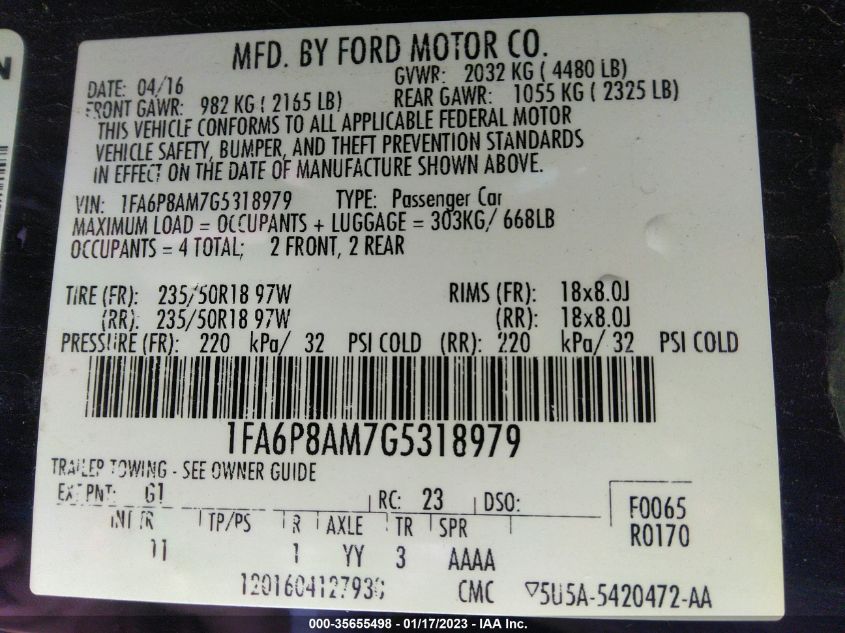 N
MFD. BY FORD MOTOR CO.
DATE: 04/16 GVWR: 2032 KG ( 4480 LB)
FRONT GAWR: 982 KG ( 2165 LB) REAR GAWR: 1055 KG ( 2325 LB)
THIS VEHICLE CONFORMS TO ALL APPLICABLE FEDERAL MOTOR
VEHICLE SAFETY, BUMPER, AND THEFT PREVENTION STANDARDS
IN EFFECT ON THE DATE OF MANUFACTURE SHOWN ABOVE.
VIN: 1FA6P8AM7G5318979 TYPE: Passenger Car
MAXIMUM LOAD = OCCUPANTS + LUGGAGE = 303KG/ 668LB
OCCUPANTS = 4 TOTAL; 2 FRONT, 2 REAR
TIRE (FR): 235/50R18 97W RIMS (FR): 18x8.0J
(RR): 235/50R18 97W (RR): 18x8.0J
PRESSURE (FR): 220 kPa/ 32 PSI COLD (RR): 220 kPa/ 32 PSI COLD
1FA6P8AM7G5318979
TRAILER TOWING - SEE OWNER GUIDE
EXT PNT: G1 RC: 23 DSO: F0065
R0170
INT TR TP/PS R AXLE TR SPR
11 1 YY 3 AAAA
1201604127930 CMC ▽5U5A-5420472-AA
000-35655498 - 01/17/2023 - IAA Inc.